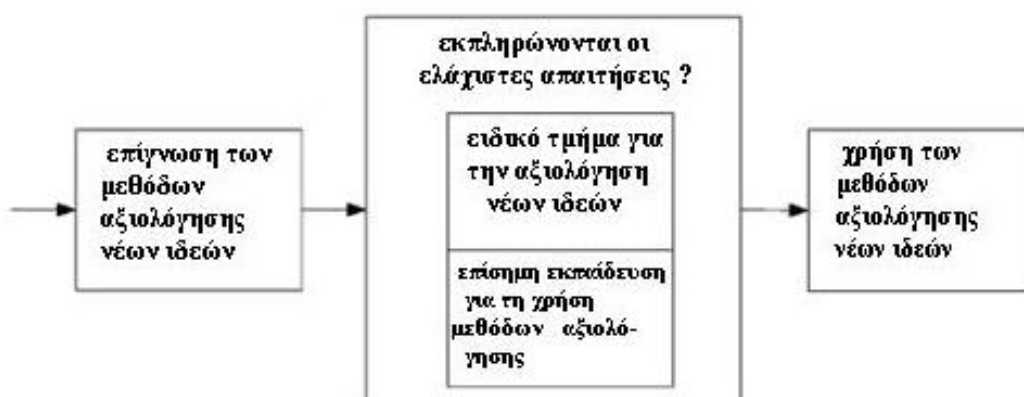 επίγνωση των
μεθόδων
αξιολόγησης
νέων ιδεών
εκπληρώνονται οι
ελάχιστες απαιτήσεις ?
ειδικό τμήμα για
την αξιολόγηση
νέων ιδεών
επίσημη εκπαίδευση
για τη χρήση
μεθόδων αξιολό-
γησης
χρήση των
μεθόδων
αξιολόγησης
νέων ιδεών